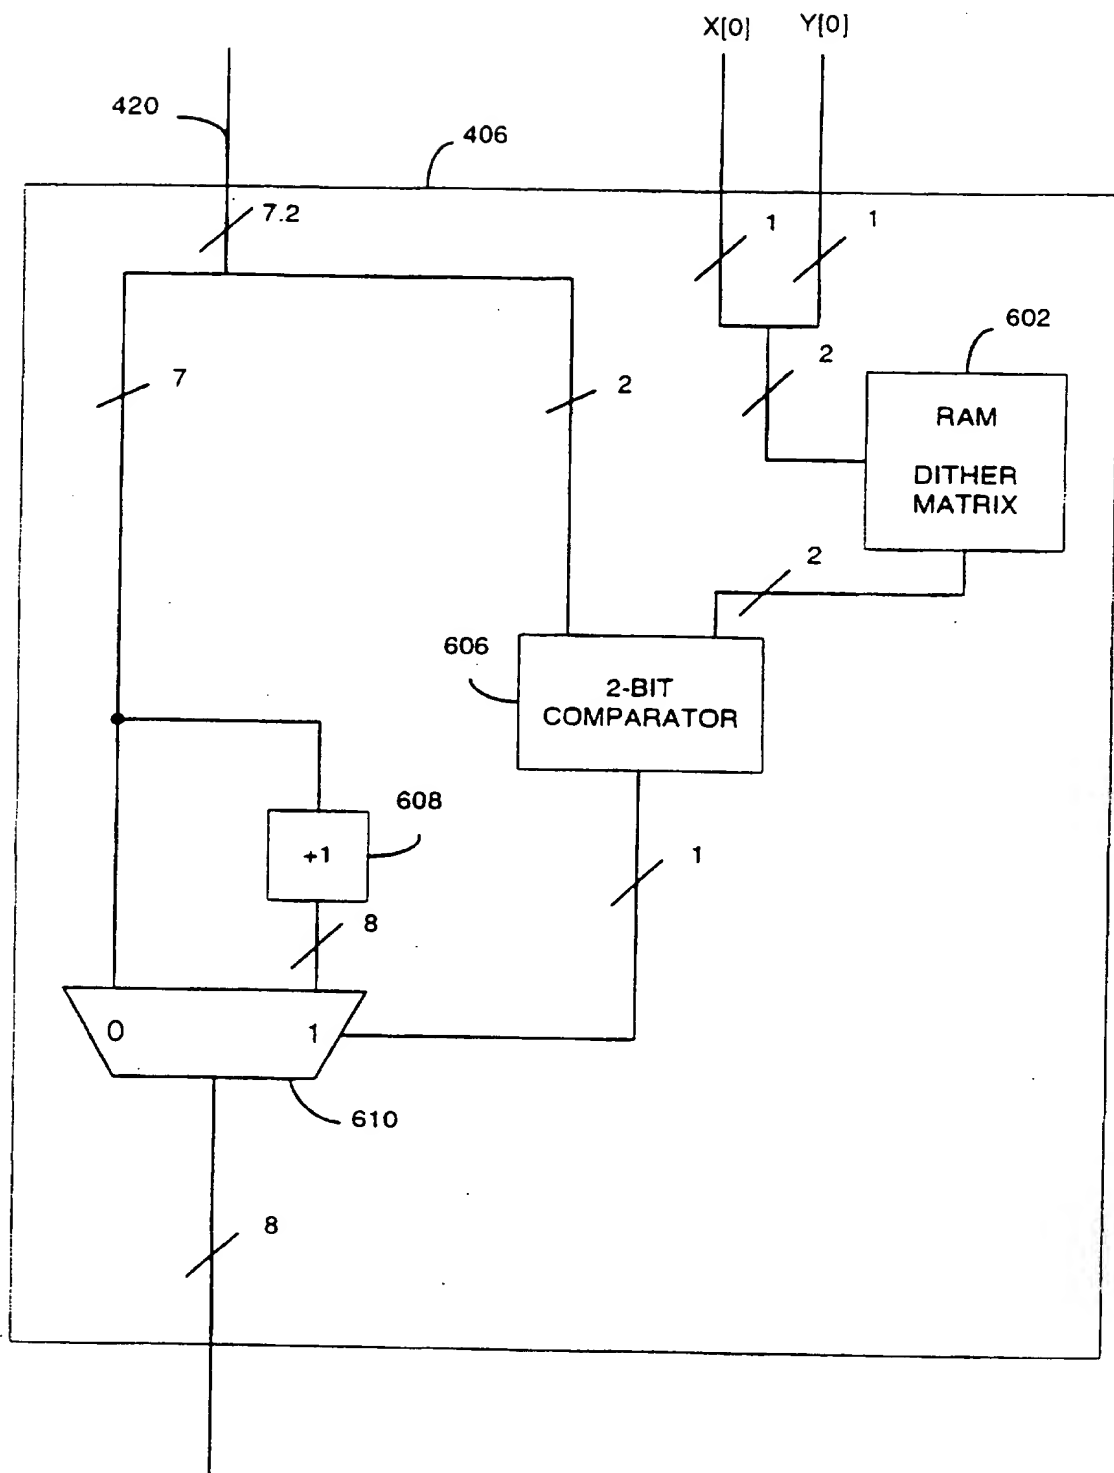 X[0] Y[0]
420
406
7.2
1 1
602
2
7
2
RAM
DITHER
MATRIX
2
606
2-BIT
COMPARATOR
608
+1
1
8
0 1
610
8